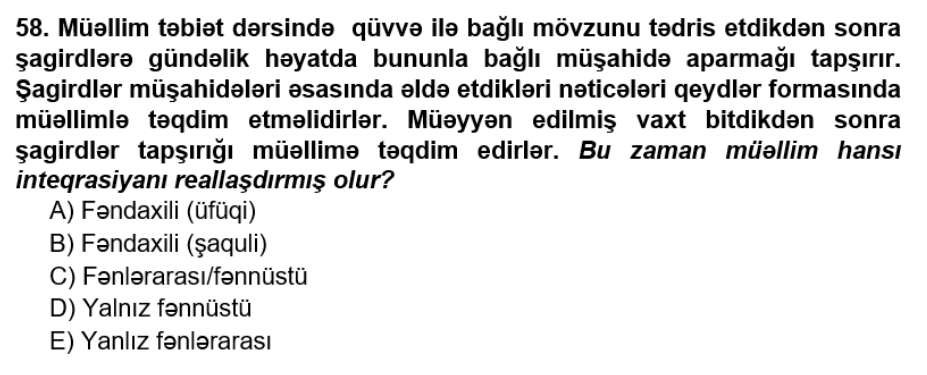 58. Müəllim təbiət dərsində qüvvə ilə bağlı mövzunu tədris etdikdən sonra
şagirdlərə gündəlik həyatda bununla bağlı müşahidə aparmağı tapşırır.
Şagirdlər müşahidələri əsasında əldə etdikləri nəticələri qeydlər formasında
müəllimlə təqdim etməlidirlər. Müəyyən edilmiş vaxt bitdikdən sonra
şagirdlər tapşırığı müəllimə təqdim edirlər. Bu zaman müəllim hansı
inteqrasiyanı reallaşdırmış olur?
A) Fəndaxili (üfüqi)
B) Fəndaxili (şaquli)
C) Fənlərarası/fənnüstü
D) Yalnız fənnüstü
E) Yanlız fənlərarası